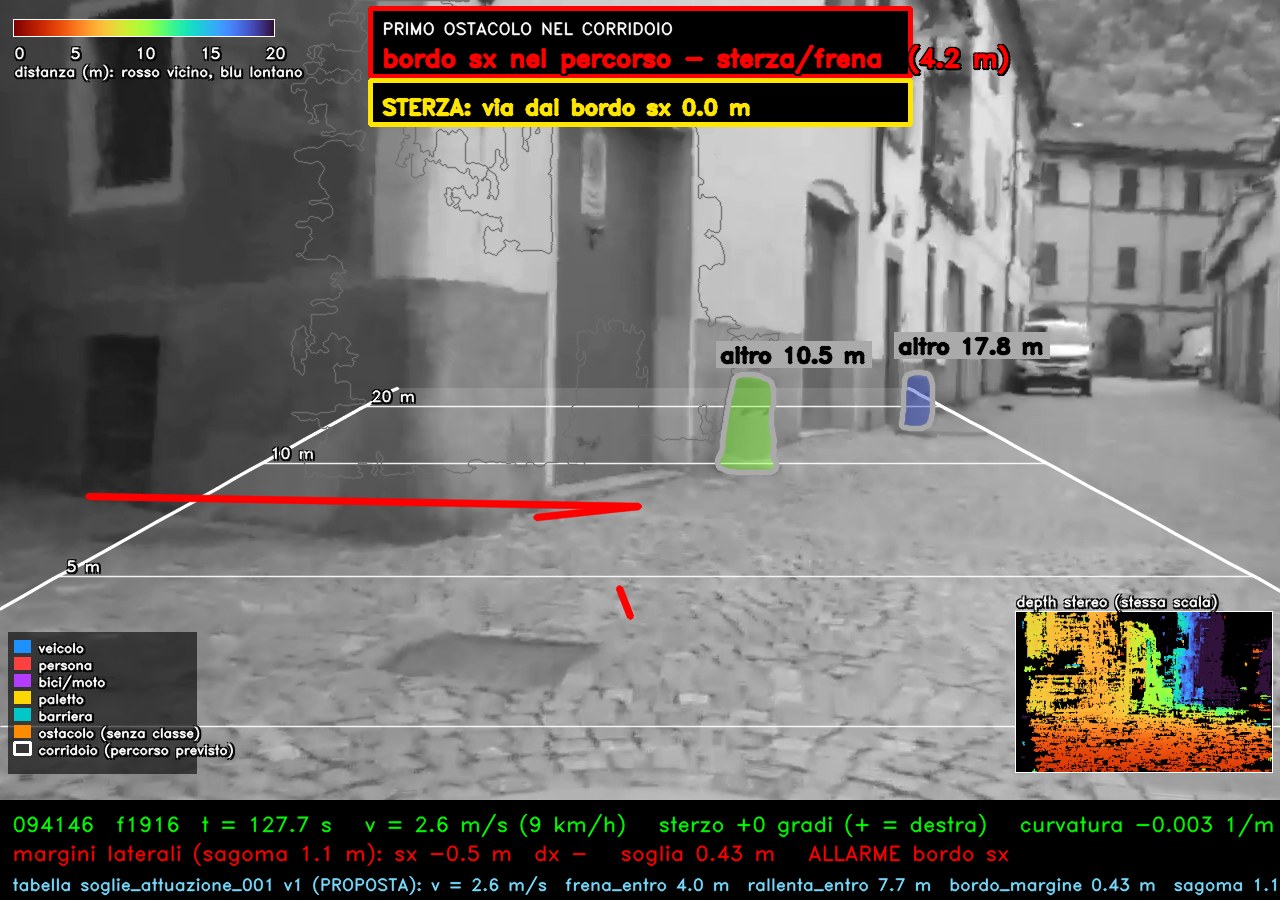 PRIMO OSTACOLO NEL CORRIDOIO
bordo sx nel percorso - sterza/frena (4.2 m)
STERZA: via dal bordo sx 0.0 m
0 5 10 15 20
distanza (m): rosso vicino, blu lontano
altro 10.5 m
altro 17.8 m
20 m
10 m
5 m
depth stereo (stessa scala)
veicolo
persona
bici/moto
paletto
barriera
ostacolo (senza classe)
corridoio (percorso previsto)
094146 f1916 t = 127.7 s v = 2.6 m/s (9 km/h) sterzo +0 gradi (+ = destra) curvatura -0.003 1/m
margini laterali (sagoma 1.1 m): sx -0.5 m dx - soglia 0.43 m ALLARME bordo sx
tabella soglie_attuazione_001 v1 (PROPOSTA): v = 2.6 m/s frena_entro 4.0 m rallenta_entro 7.7 m bordo_margine 0.43 m sagoma 1.1